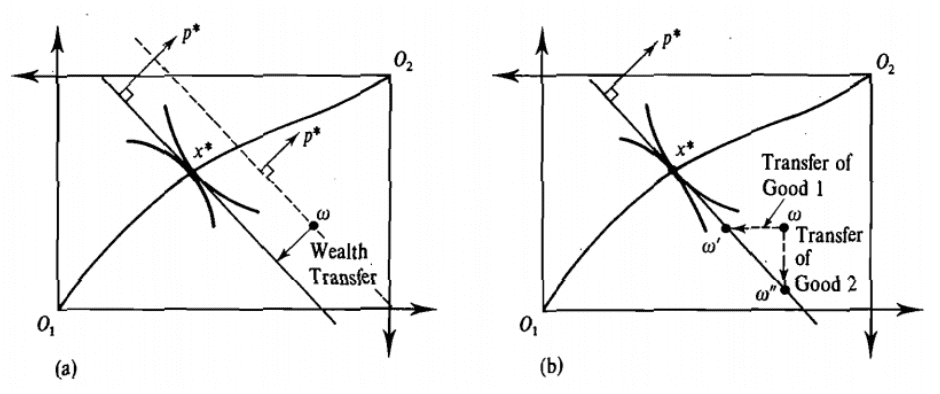 p*
O₂
p*
x*
ω
Wealth
Transfer
O₁
(a)
p*
O₂
x*
Transfer of
Good 1
ω
ω'
Transfer
of
Good 2
ω"
O₁
(b)